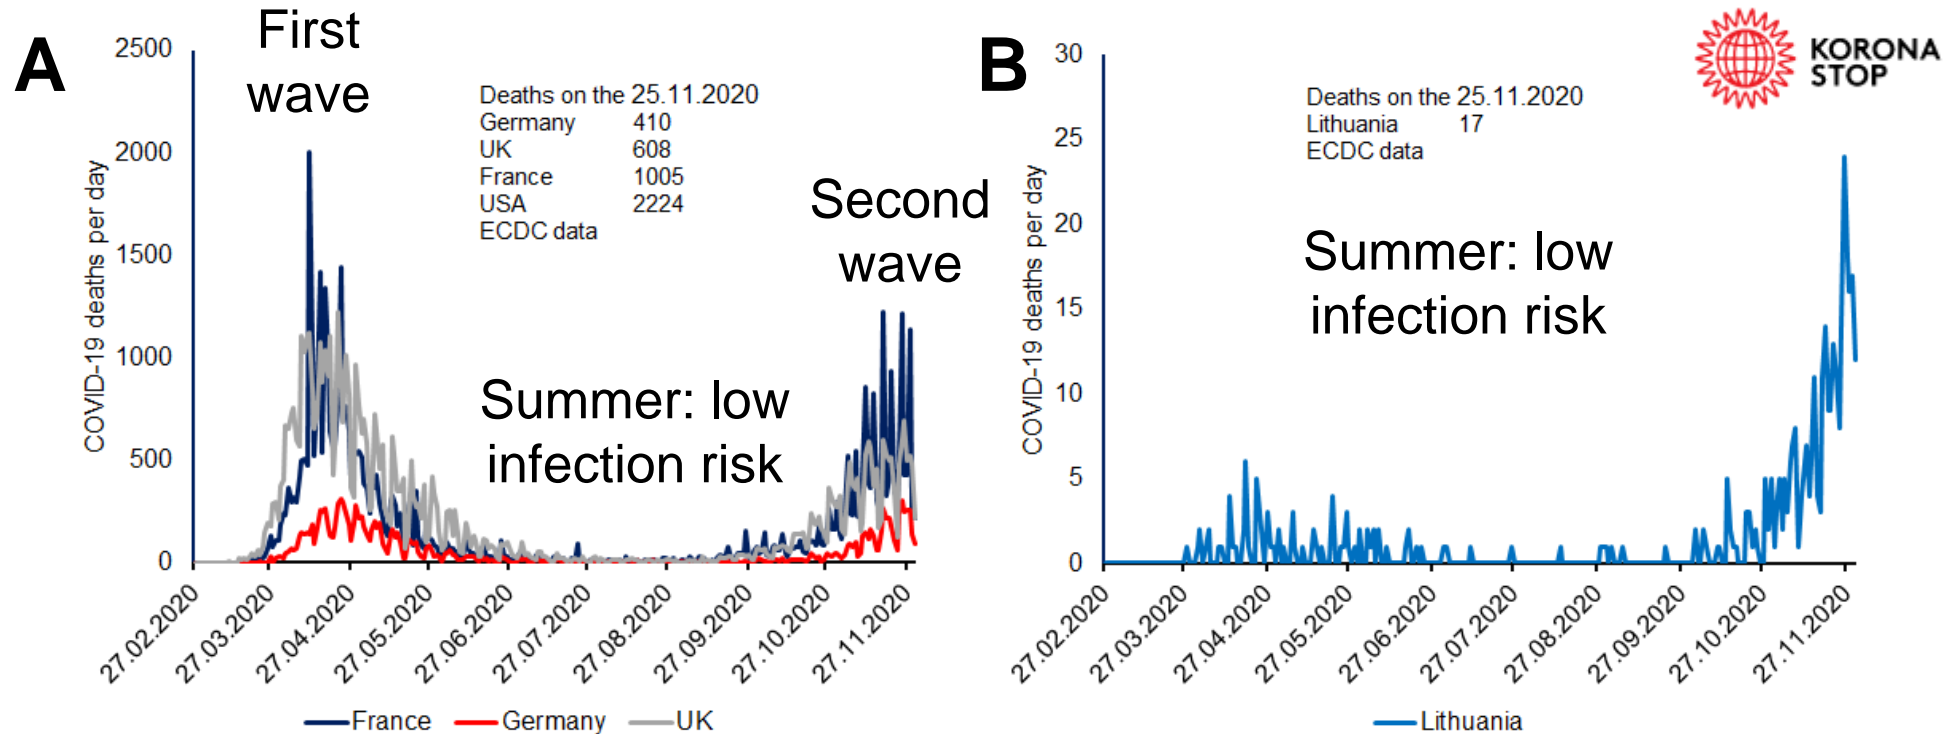 A
First
wave
Deaths on the 25.11.2020
Germany 410
UK 608
France 1005
USA 2224
ECDC data
Second
wave
Summer: low
infection risk
COVID-19 deaths per day
2500
2000
1500
1000
500
0
27.02.2020
27.03.2020
27.04.2020
27.05.2020
27.06.2020
27.07.2020
27.08.2020
27.09.2020
27.10.2020
27.11.2020
France
Germany
UK
B
KORONA
STOP
Deaths on the 25.11.2020
Lithuania 17
ECDC data
Summer: low
infection risk
COVID-19 deaths per day
30
25
20
15
10
5
0
27.02.2020
27.03.2020
27.04.2020
27.05.2020
27.06.2020
27.07.2020
27.08.2020
27.09.2020
27.10.2020
27.11.2020
Lithuania